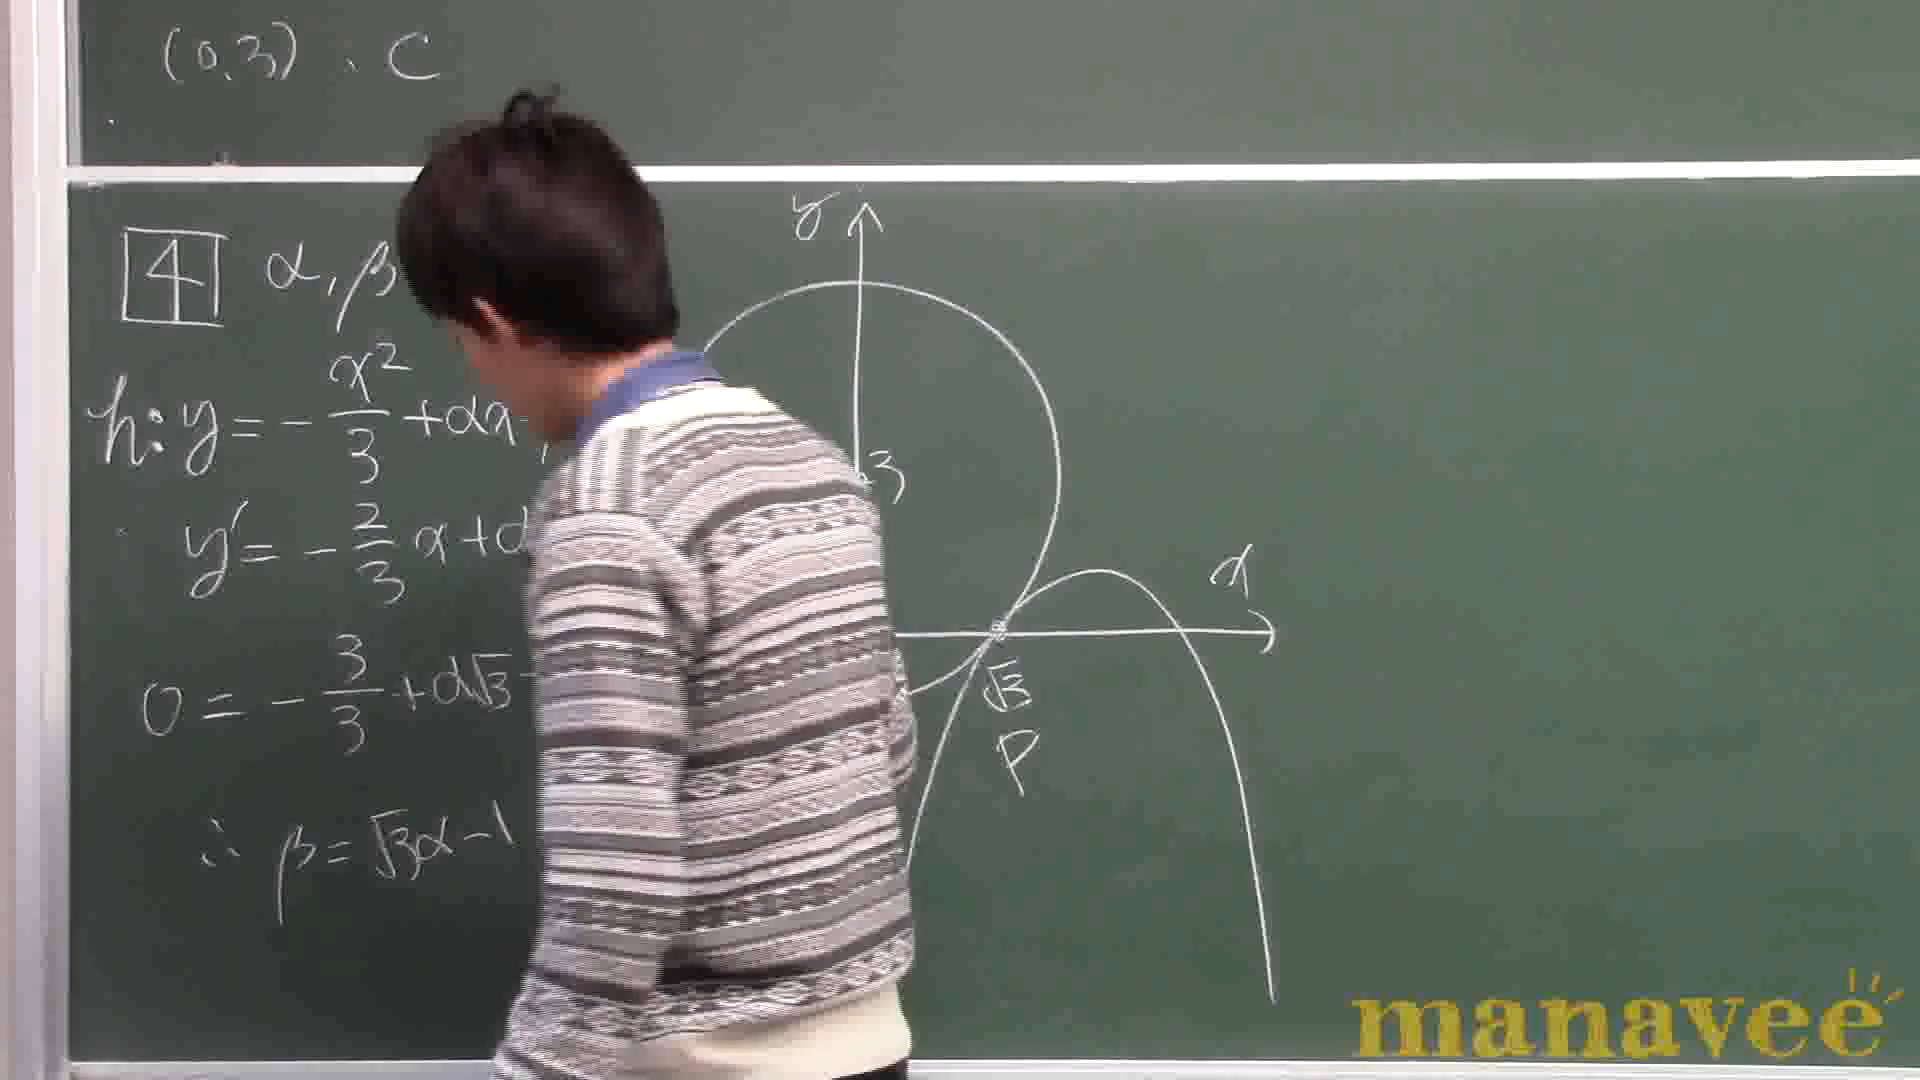 (0,3) . C
4 α, β
h: y = -x²/3 + αx -
y' = -2/3 x + α
0 = -3/3 + α√3 -
∴ β = √3α - 1
y
3
x
√3
P
manavee